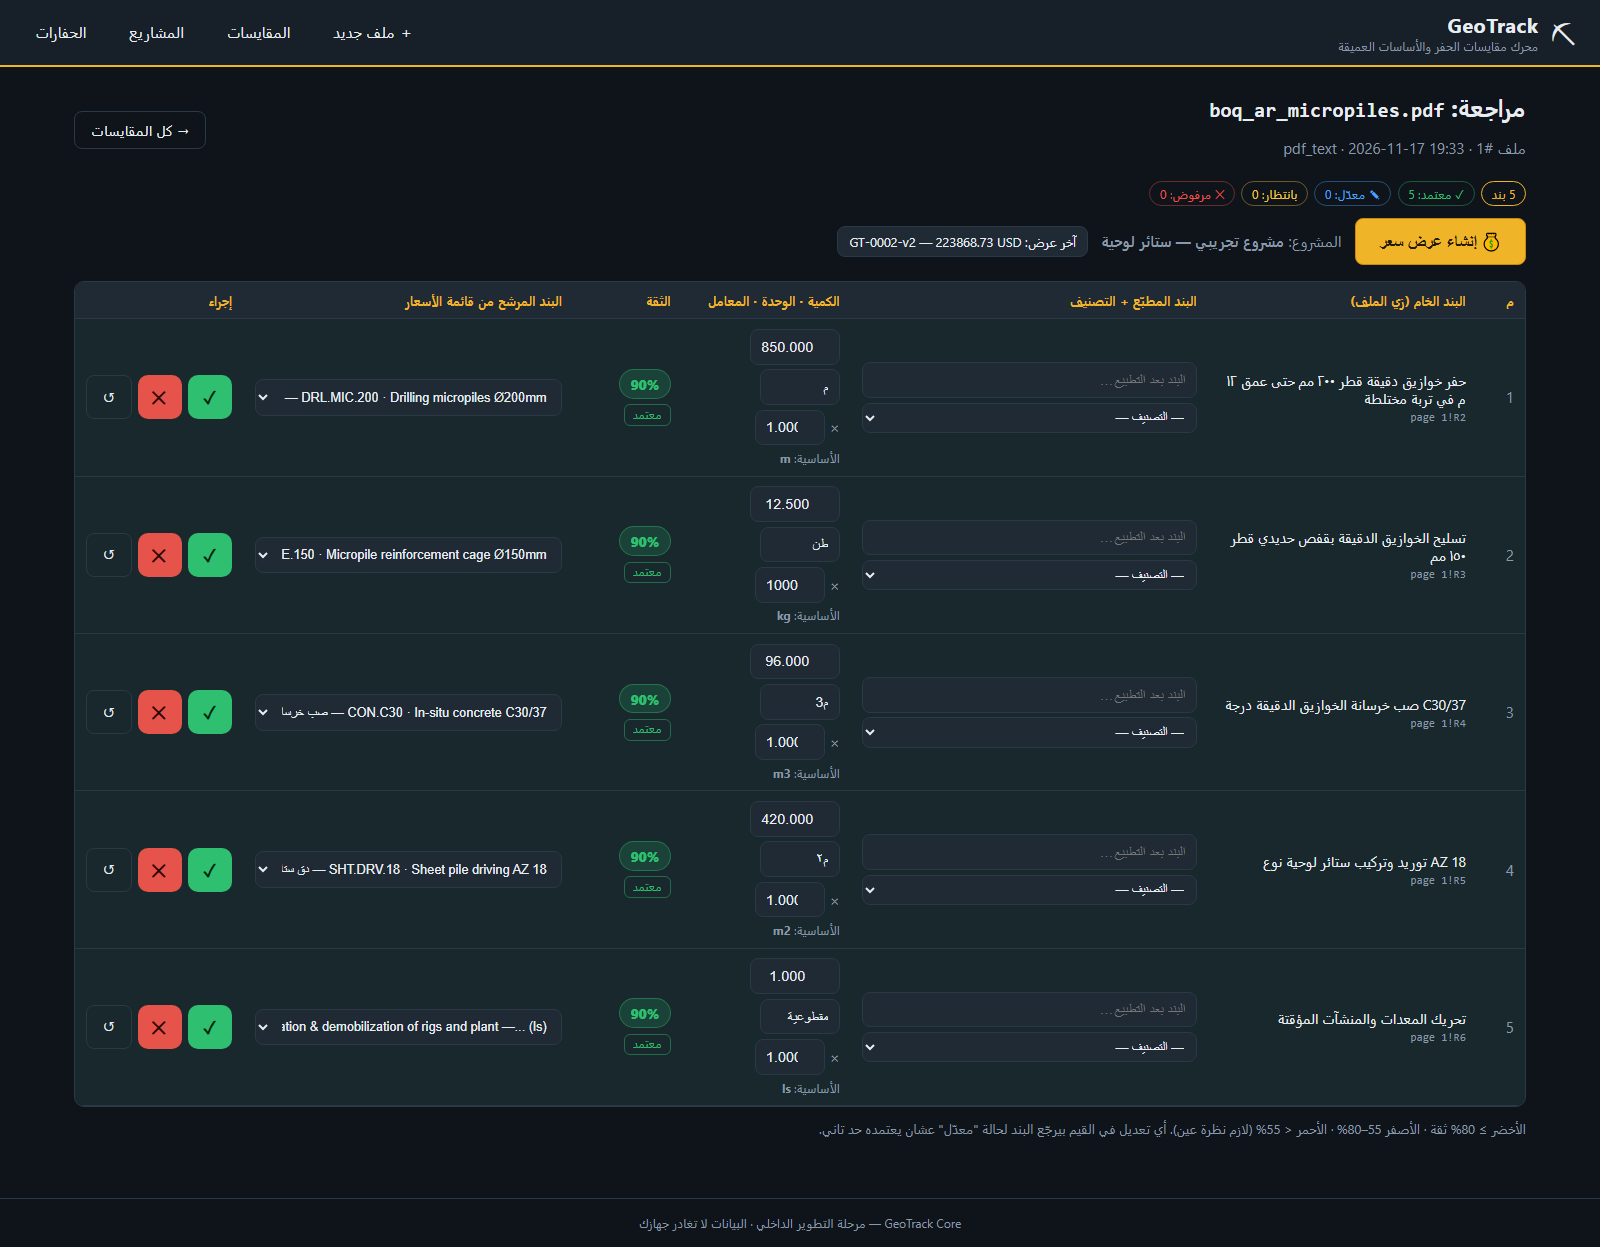 GeoTrack
محرك مقايسات الحفر والأساسات العميقة
+ ملف جديد
المقايسات
المشاريع
الحفارات
مراجعة: boq_ar_micropiles.pdf
ملف #1 · 2026-11-17 19:33 · pdf_text
→ كل المقايسات
5 بند
✓ معتمد: 5
✎ معدّل: 0
بانتظار: 0
✕ مرفوض: 0
💰 إنشاء عرض سعر
المشروع: مشروع تجريبي — ستائر لوحية
آخر عرض: GT-0002-v2 — 223868.73 USD
م
البند الخام (زي الملف)
البند المطبّع + التصنيف
الكمية · الوحدة · المعامل
الثقة
البند المرشح من قائمة الأسعار
إجراء
1
حفر خوازيق دقيقة قطر ٢٠٠ مم حتى عمق ١٢
م في تربة مختلطة
page 1!R2
البند بعد التطبيع...
— التصنيف —
850.000
م
× 1.000
الأساسية: m
90%
معتمد
DRL.MIC.200 · Drilling micropiles Ø200mm —
✓
✕
↺
2
تسليح الخوازيق الدقيقة بقفص حديدي قطر
١٥٠ مم
page 1!R3
البند بعد التطبيع...
— التصنيف —
12.500
طن
× 1000
الأساسية: kg
90%
معتمد
E.150 · Micropile reinforcement cage Ø150mm
✓
✕
↺
3
C30/37 صب خرسانة الخوازيق الدقيقة درجة
page 1!R4
البند بعد التطبيع...
— التصنيف —
96.000
م3
× 1.000
الأساسية: m3
90%
معتمد
CON.C30 · In-situ concrete C30/37 — صب خرسا
✓
✕
↺
4
AZ 18 توريد وتركيب ستائر لوحية نوع
page 1!R5
البند بعد التطبيع...
— التصنيف —
420.000
م٢
× 1.000
الأساسية: m2
90%
معتمد
SHT.DRV.18 · Sheet pile driving AZ 18 — دق ستا
✓
✕
↺
5
تحريك المعدات والمنشآت المؤقتة
page 1!R6
البند بعد التطبيع...
— التصنيف —
1.000
مقطوعية
× 1.000
الأساسية: ls
90%
معتمد
ation & demobilization of rigs and plant —... (ls)
✓
✕
↺
الأخضر ≥ 80% ثقة · الأصفر 55–80% · الأحمر < 55% (لازم نظرة عين). أي تعديل في القيم بيرجّع البند لحالة "معدّل" عشان يعتمده حد تاني.
GeoTrack Core — مرحلة التطوير الداخلي · البيانات لا تغادر جهازك